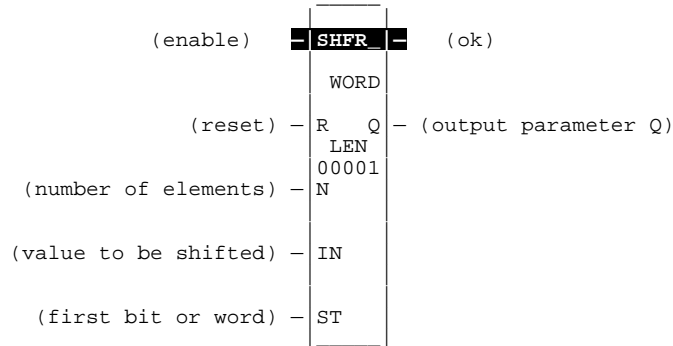 (enable) SHFR_ (ok)
WORD
(reset) R Q (output parameter Q)
LEN
00001
(number of elements) N
(value to be shifted) IN
(first bit or word) ST